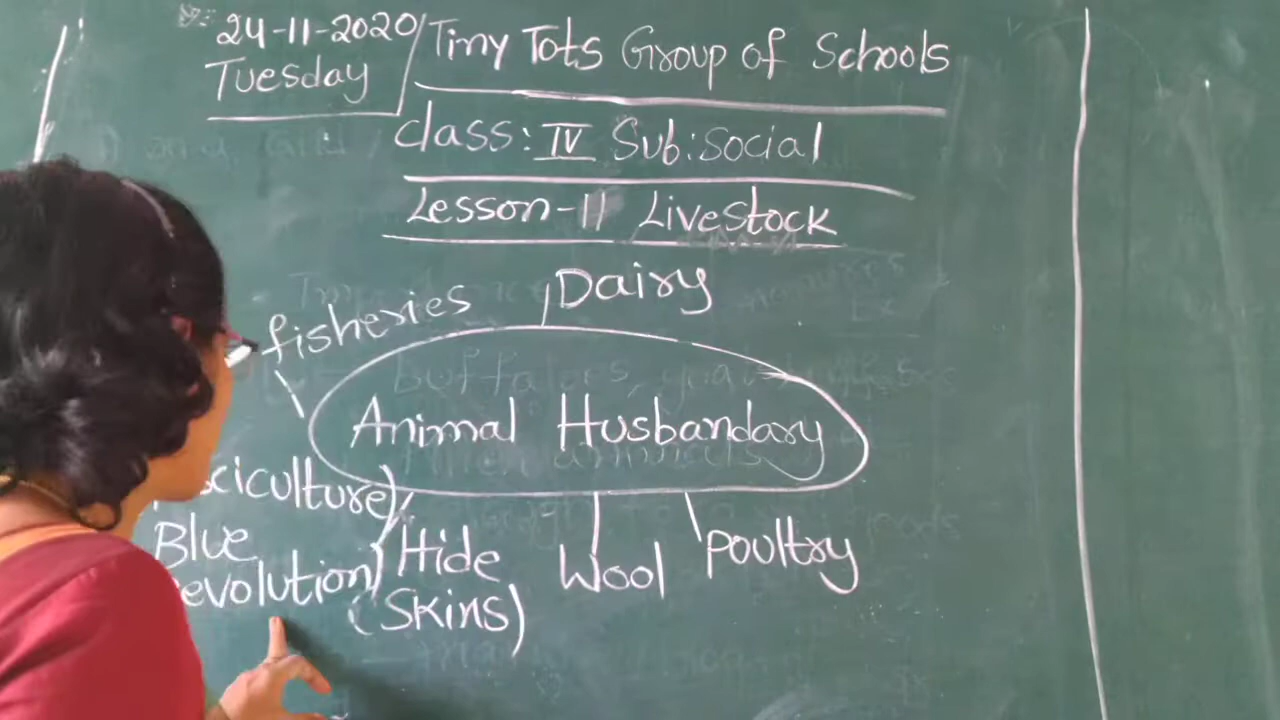 24-11-2020
Tuesday
Tiny Tots Group of Schools
Class: IV Sub: Social
Lesson-11 Livestock
Dairy
fisheries
Animal Husbandary
Blue
Hide
(Skins)
Wool
Poultry